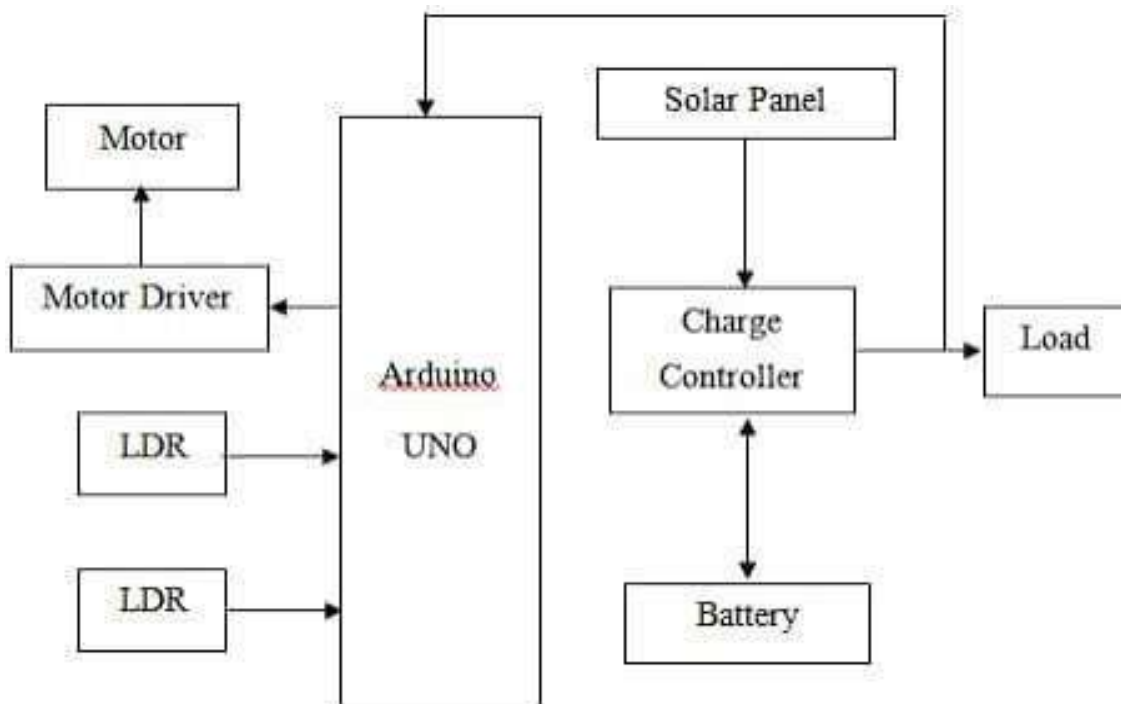 Solar Panel
Motor
Motor Driver
Charge
Controller
Load
Arduino
UNO
LDR
LDR
Battery